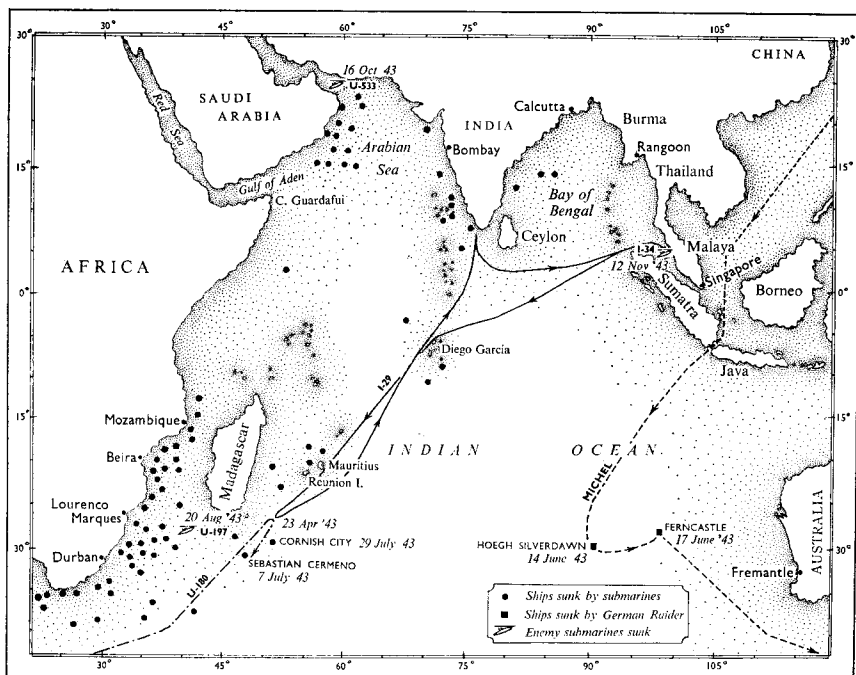 30° 45° 60° 75° 90° 105°
CHINA
30°
30°
16 Oct 43
U-533
SAUDI
ARABIA
Red
Sea
Calcutta
Burma
INDIA
Arabian
Sea
Bombay
Rangoon
15°
15°
Thailand
Gulf of Aden
C. Guardafui
Bay of
Bengal
Ceylon
Malaya
I-34
12 Nov '43
Singapore
AFRICA
0°
0°
Sumatra
Borneo
Diego Garcia
Java
I-29
Mozambique
15°
15°
INDIAN
OCEAN
Beira
Madagascar
Mauritius
Reunion I.
MICHEL
Lourenco
Marques
20 Aug '43
U-197
23 Apr '43
CORNISH CITY 29 July 43
FERNCASTLE
17 June '43
HOEGH SILVERDAWN
14 June 43
Durban
30°
30°
SEBASTIAN CERMENO
7 July 43
AUSTRALIA
Fremantle
U-180
Ships sunk by submarines
Ships sunk by German Raider
Enemy submarines sunk
30° 45° 60° 75° 90° 105°